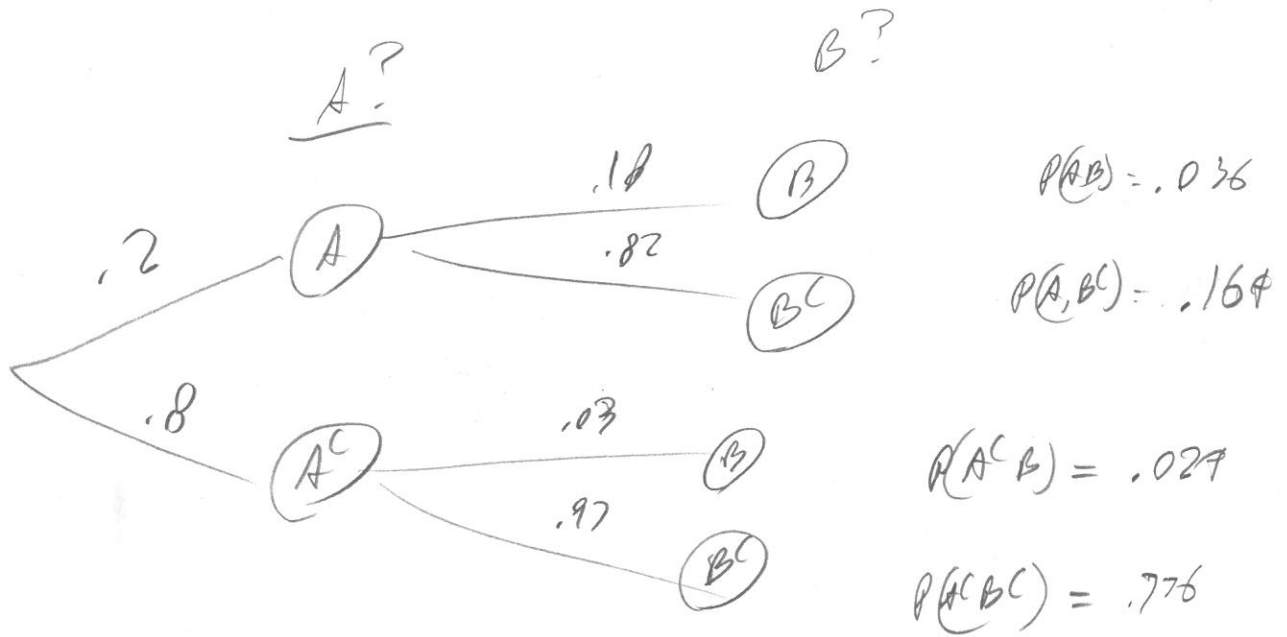 A?
B?
.2
.18
.82
A
B
B^C
P(AB) = .036
P(A,B^C) = .164
.8
.03
.97
A^C
B
B^C
P(A^C B) = .024
P(A^C B^C) = .776